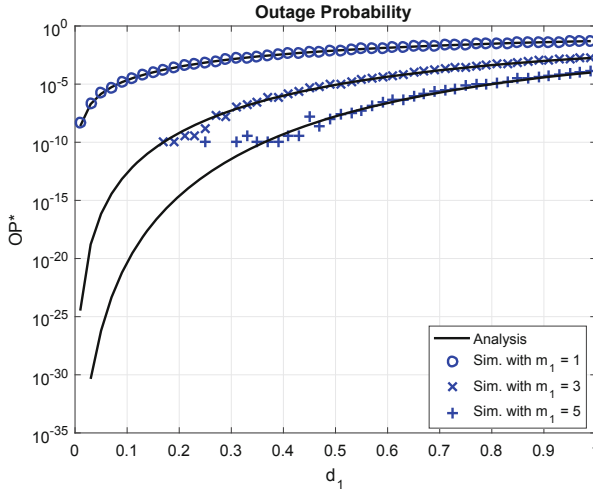 Outage Probability
10^0
10^-5
10^-10
10^-15
10^-20
10^-25
10^-30
10^-35
OP*
0 0.1 0.2 0.3 0.4 0.5 0.6 0.7 0.8 0.9
d_1
Analysis
Sim. with m_1 = 1
Sim. with m_1 = 3
Sim. with m_1 = 5